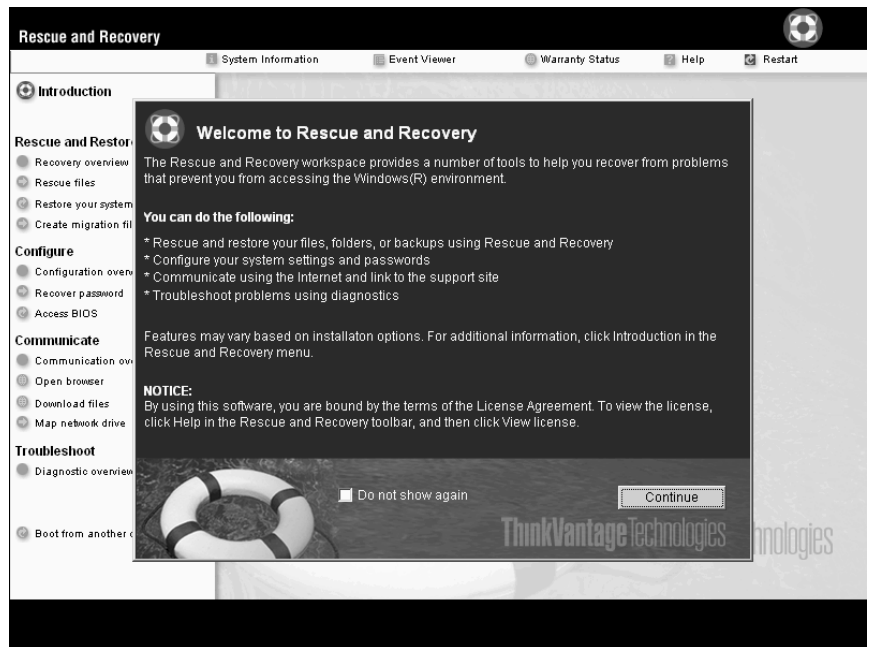 Rescue and Recovery
System Information Event Viewer Warranty Status Help Restart
Introduction
Rescue and Restor
Recovery overview
Rescue files
Restore your system
Create migration fil
Configure
Configuration overv
Recover password
Access BIOS
Communicate
Communication ov
Open browser
Download files
Map network drive
Troubleshoot
Diagnostic overview
Boot from another
Welcome to Rescue and Recovery
The Rescue and Recovery workspace provides a number of tools to help you recover from problems
that prevent you from accessing the Windows(R) environment.
You can do the following:
* Rescue and restore your files, folders, or backups using Rescue and Recovery
* Configure your system settings and passwords
* Communicate using the Internet and link to the support site
* Troubleshoot problems using diagnostics
Features may vary based on installaton options. For additional information, click Introduction in the
Rescue and Recovery menu.
NOTICE:
By using this software, you are bound by the terms of the License Agreement. To view the license,
click Help in the Rescue and Recovery toolbar, and then click View license.
Do not show again
Continue
ThinkVantage Technologies
hnologies